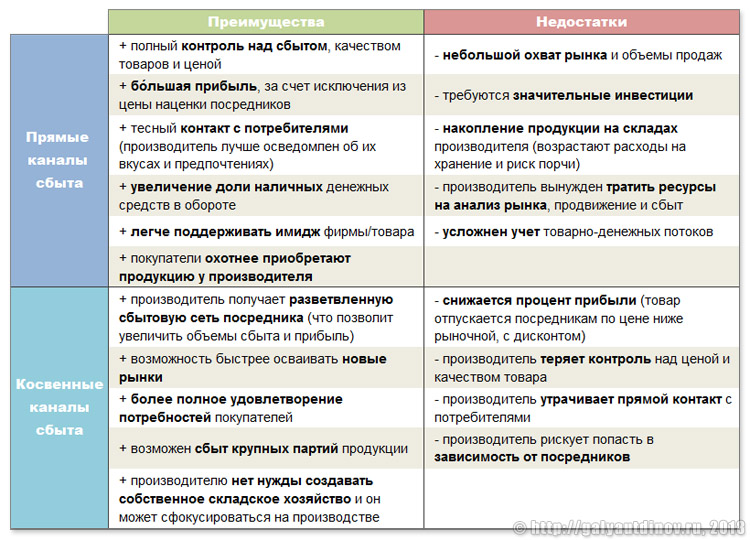 Преимущества
Недостатки
Прямые
каналы
сбыта
+ полный контроль над сбытом, качеством
товаров и ценой
- небольшой охват рынка и объемы продаж
+ бóльшая прибыль, за счет исключения из
цены наценки посредников
- требуются значительные инвестиции
+ тесный контакт с потребителями
(производитель лучше осведомлен об их
вкусах и предпочтениях)
- накопление продукции на складах
производителя (возрастают расходы на
хранение и риск порчи)
+ увеличение доли наличных денежных
средств в обороте
- производитель вынужден тратить ресурсы
на анализ рынка, продвижение и сбыт
+ легче поддерживать имидж фирмы/товара
- усложнен учет товарно-денежных потоков
+ покупатели охотнее приобретают
продукцию у производителя
Косвенные
каналы
сбыта
+ производитель получает разветвленную
сбытовую сеть посредника (что позволит
увеличить объемы сбыта и прибыль)
- снижается процент прибыли (товар
отпускается посредникам по цене ниже
рыночной, с дисконтом)
+ возможность быстрее осваивать новые
рынки
- производитель теряет контроль над ценой и
качеством товара
+ более полное удовлетворение
потребностей покупателей
- производитель утрачивает прямой контакт с
потребителями
+ возможен сбыт крупных партий продукции
- производитель рискует попасть в
зависимость от посредников
+ производителю нет нужды создавать
собственное складское хозяйство и он
может сфокусироваться на производстве
© http://galyautdinov.ru, 2013